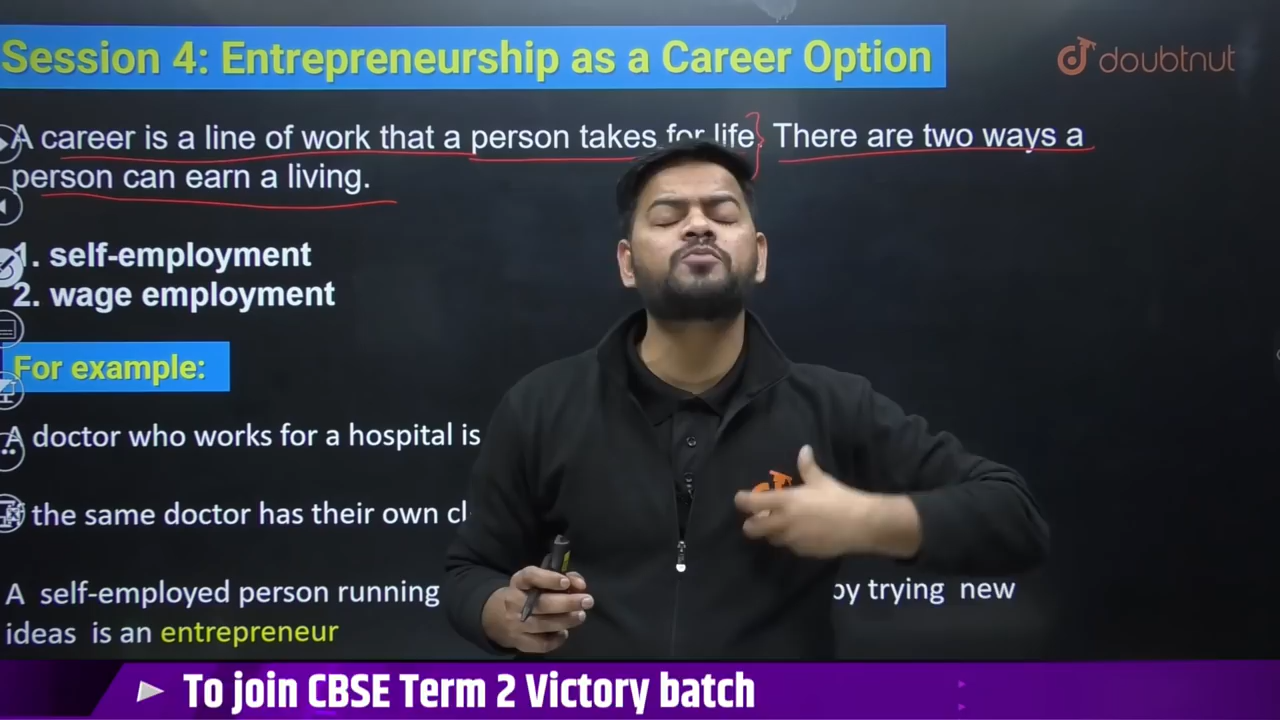 Session 4: Entrepreneurship as a Career Option
doubtnut
A career is a line of work that a person takes for life. There are two ways a
person can earn a living.
1. self-employment
2. wage employment
For example:
A doctor who works for a hospital is
the same doctor has their own
A self-employed person running by trying new
ideas is an entrepreneur
To join CBSE Term 2 Victory batch